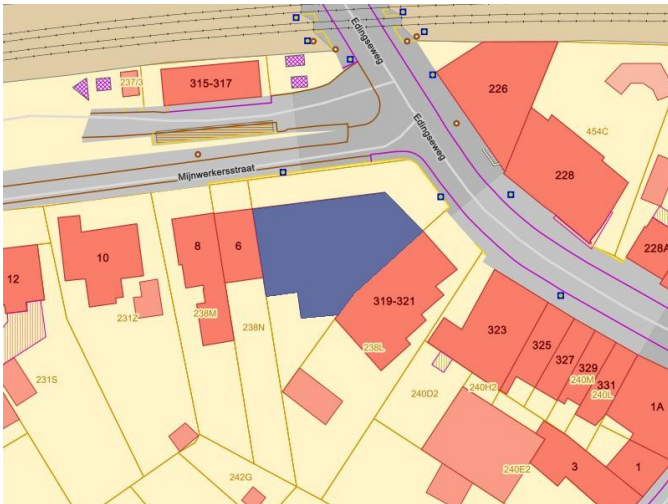 Edingseweg
237/3
315-317
226
Edingseweg
454C
Mijnwerkersstraat
228
8
6
228A
10
12
319-321
231Z
238M
238N
323
238L
325
327
329
231S
240M
331
240H2
240L
240D2
1A
240E2
3
1
242G